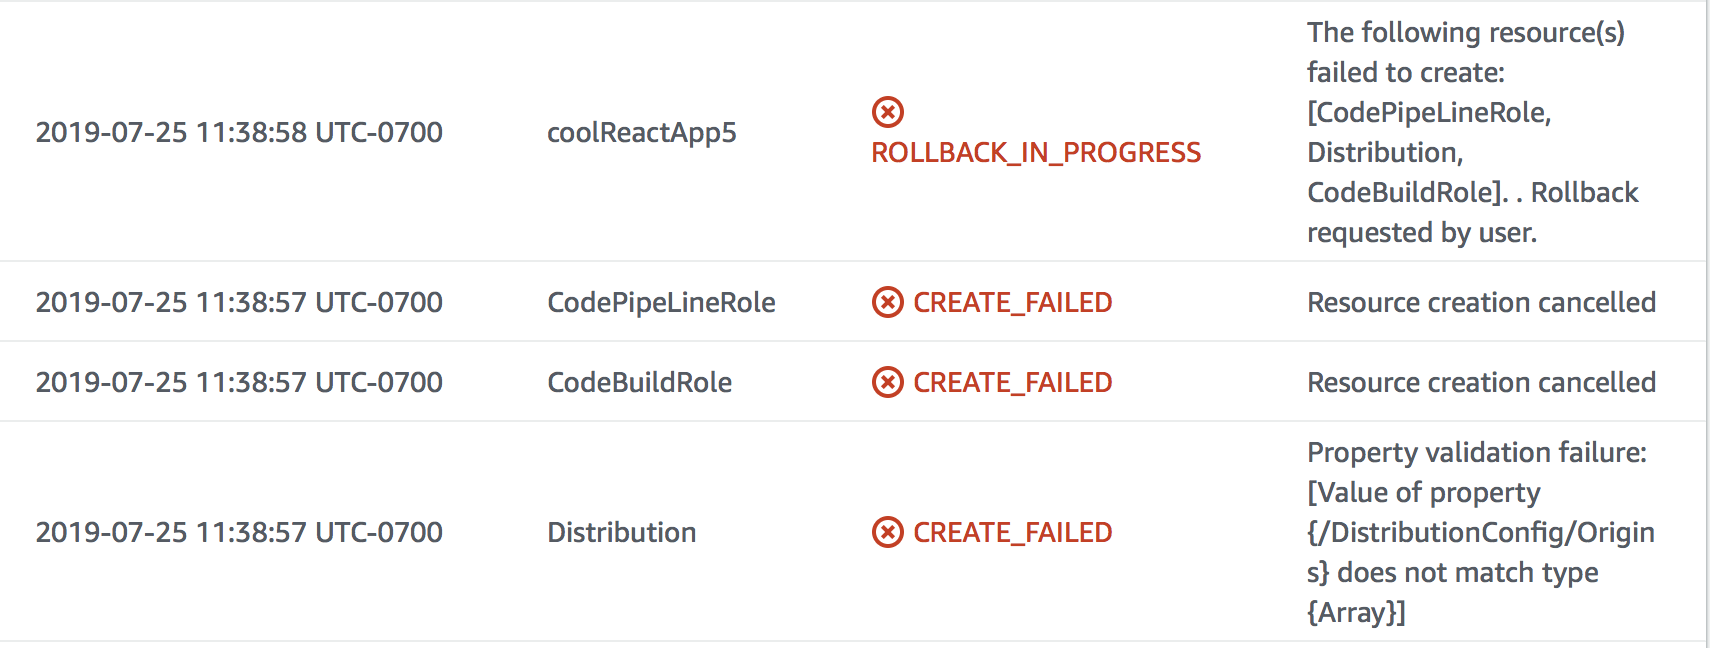 The following resource(s)
failed to create:
[CodePipeLineRole,
2019-07-25 11:38:58 UTC-0700 coolReactApp5
ROLLBACK_IN_PROGRESS
Distribution,
CodeBuildRole]. . Rollback
requested by user.
2019-07-25 11:38:57 UTC-0700 CodePipeLineRole CREATE_FAILED Resource creation cancelled
2019-07-25 11:38:57 UTC-0700 CodeBuildRole CREATE_FAILED Resource creation cancelled
Property validation failure:
[Value of property
2019-07-25 11:38:57 UTC-0700 Distribution CREATE_FAILED {/DistributionConfig/Origin
s} does not match type
{Array}]